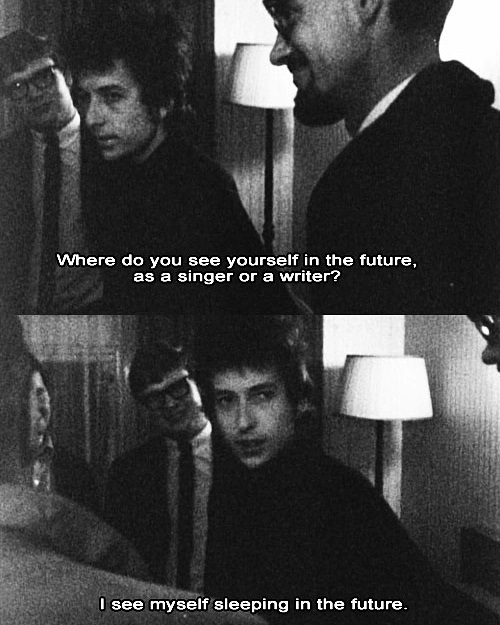 Where do you see yourself in the future,
as a singer or a writer?
I see myself sleeping in the future.